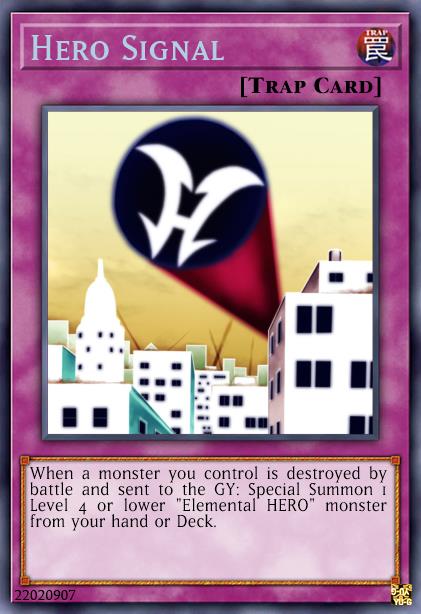 Hero Signal
TRAP
罠
[Trap Card]
H
When a monster you control is destroyed by
battle and sent to the GY: Special Summon 1
Level 4 or lower "Elemental HERO" monster
from your hand or Deck.
22020907